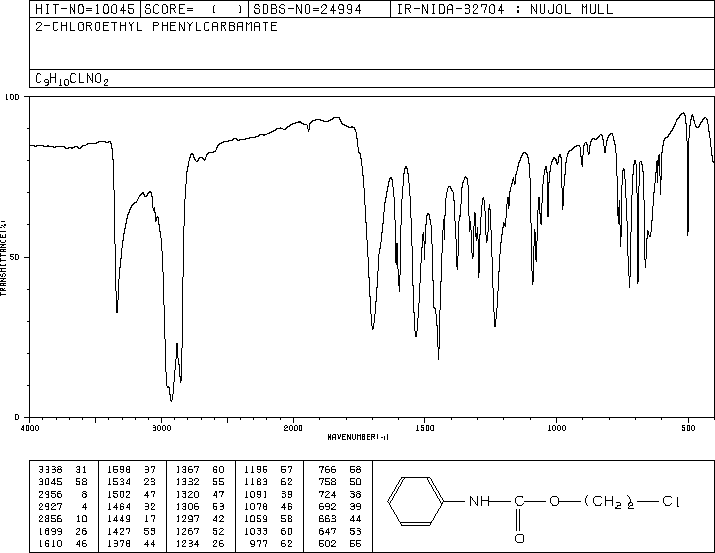 HIT-NO=10045 SCORE= ( ) SDBS-NO=24994 IR-NIDA-32704 : NUJOL MULL
2-CHLOROETHYL PHENYLCARBAMATE
C9H10CLNO2
100
50
0
TRANSMITTANCE(%)
4000 3000 2000 1500 1000 500
WAVENUMBER(-1)
3338 31 1598 37 1367 60 1196 57 766 58
3045 58 1534 23 1332 55 1183 62 758 50
2956 8 1502 47 1320 47 1091 39 724 38
2927 4 1464 32 1306 53 1078 46 692 39
2856 10 1449 17 1297 42 1059 58 663 44
1699 26 1427 59 1267 52 1033 60 647 53
1610 46 1378 44 1234 26 977 62 502 55
NH C O (CH2)2 Cl
O